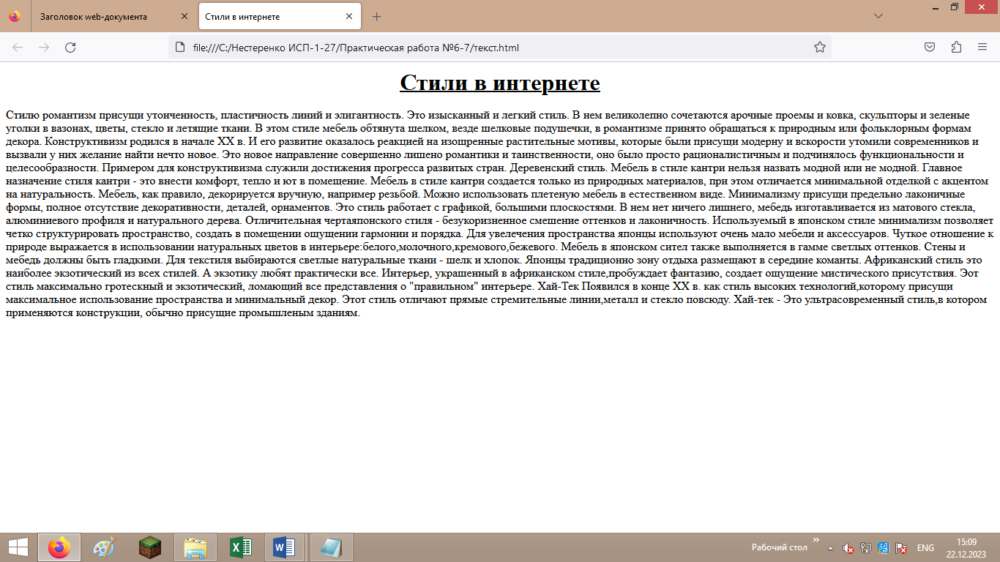 Заголовок web-документа
Стили в интернете
file:///C:/Нестеренко ИСП-1-27/Практическая работа №6-7/текст.html
Стили в интернете
Стилю романтизм присущи утонченность, пластичность линий и элигантность. Это изысканный и легкий стиль. В нем великолепно сочетаются арочные проемы и ковка, скульпторы и зеленые
уголки в вазонах, цветы, стекло и летящие ткани. В этом стиле мебель обтянута шелком, везде шелковые подушечки, в романтизме принято обращаться к природным или фольклорным формам
декора. Конструктивизм родился в начале XX в. И его развитие оказалось реакцией на изощренные растительные мотивы, которые были присущи модерну и вскорости утомили современников и
вызвали у них желание найти нечто новое. Это новое направление совершенно лишено романтики и таинственности, оно было просто рационалистичным и подчинялось функциональности и
целесообразности. Примером для конструктивизма служили достижения прогресса развитых стран. Деревенский стиль. Мебель в стиле кантри нельзя назвать модной или не модной. Главное
назначение стиля кантри - это внести комфорт, тепло и ют в помещение. Мебель в стиле кантри создается только из природных материалов, при этом отличается минимальной отделкой с акцентом
на натуральность. Мебель, как правило, декорируется вручную, например резьбой. Можно использовать плетеную мебель в естественном виде. Минимализму присущи предельно лаконичные
формы, полное отсутствие декоративности, деталей, орнаментов. Это стиль работает с графикой, большими плоскостями. В нем нет ничего лишнего, мебедь изготавливается из матового стекла,
алюминиевого профиля и натурального дерева. Отличительная чертаяпонского стиля - безукоризненное смешение оттенков и лаконичность. Используемый в японском стиле минимализм позволяет
четко структурировать пространство, создать в помещении ощущении гармонии и порядка. Для увелечения пространства японцы используют очень мало мебели и аксессуаров. Чуткое отношение к
природе выражается в использовании натуральных цветов в интерьере:белого,молочного,кремового,бежевого. Мебель в японском сител также выполняется в гамме светлых оттенков. Стены и
мебедь должны быть гладкими. Для текстиля выбираются светлые натуральные ткани - шелк и хлопок. Японцы традиционно зону отдыха размещают в середине команты. Африканский стиль это
наиболее экзотический из всех стилей. А экзотику любят практически все. Интерьер, украшенный в африканском стиле,пробуждает фантазию, создает ощущение мистического присутствия. Эот
стиль максимально гротескный и экзотический, ломающий все представления о "правильном" интерьере. Хай-Тек Появился в конце XX в. как стиль высоких технологий,которому присущи
максимальное использование пространства и минимальный декор. Этот стиль отличают прямые стремительные линии,металл и стекло повсюду. Хай-тек - Это ультрасовременный стиль,в котором
применяются конструкции, обычно присущие промышленым зданиям.
Рабочий стол
ENG
15:09
22.12.2023